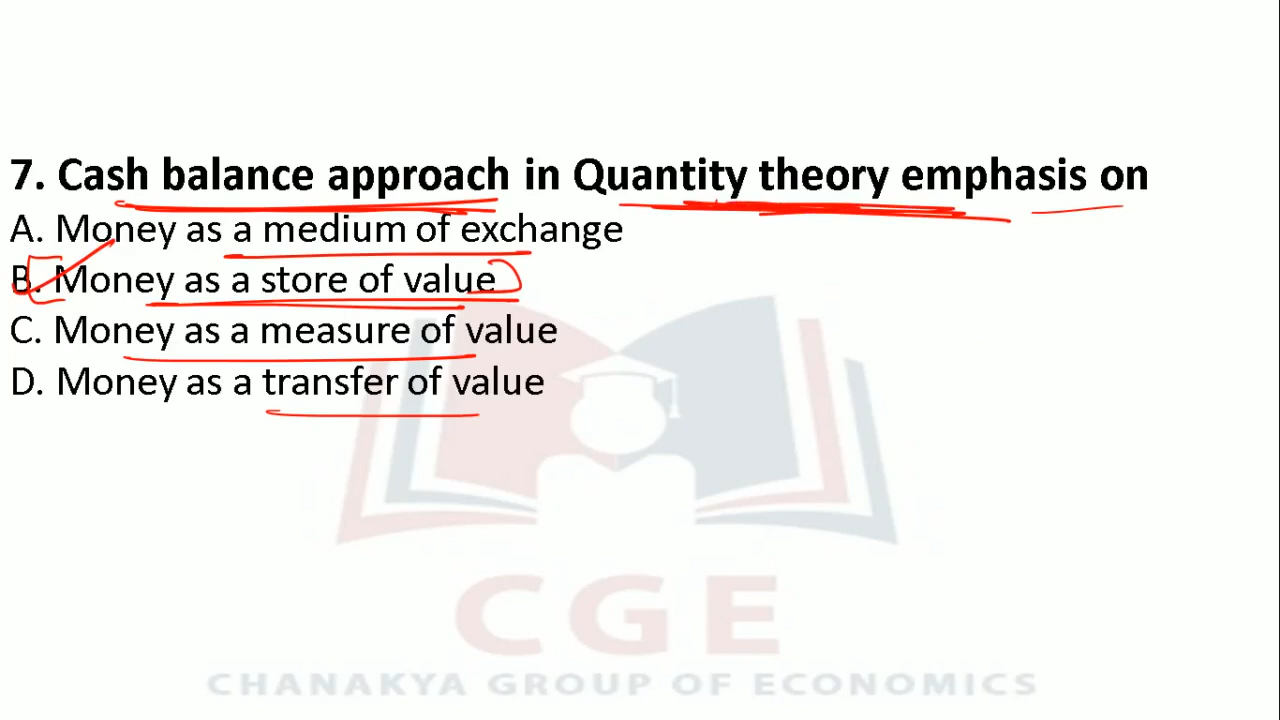 7. Cash balance approach in Quantity theory emphasis on
A. Money as a medium of exchange
B. Money as a store of value
C. Money as a measure of value
D. Money as a transfer of value
CGE
CHANAKYA GROUP OF ECONOMICS